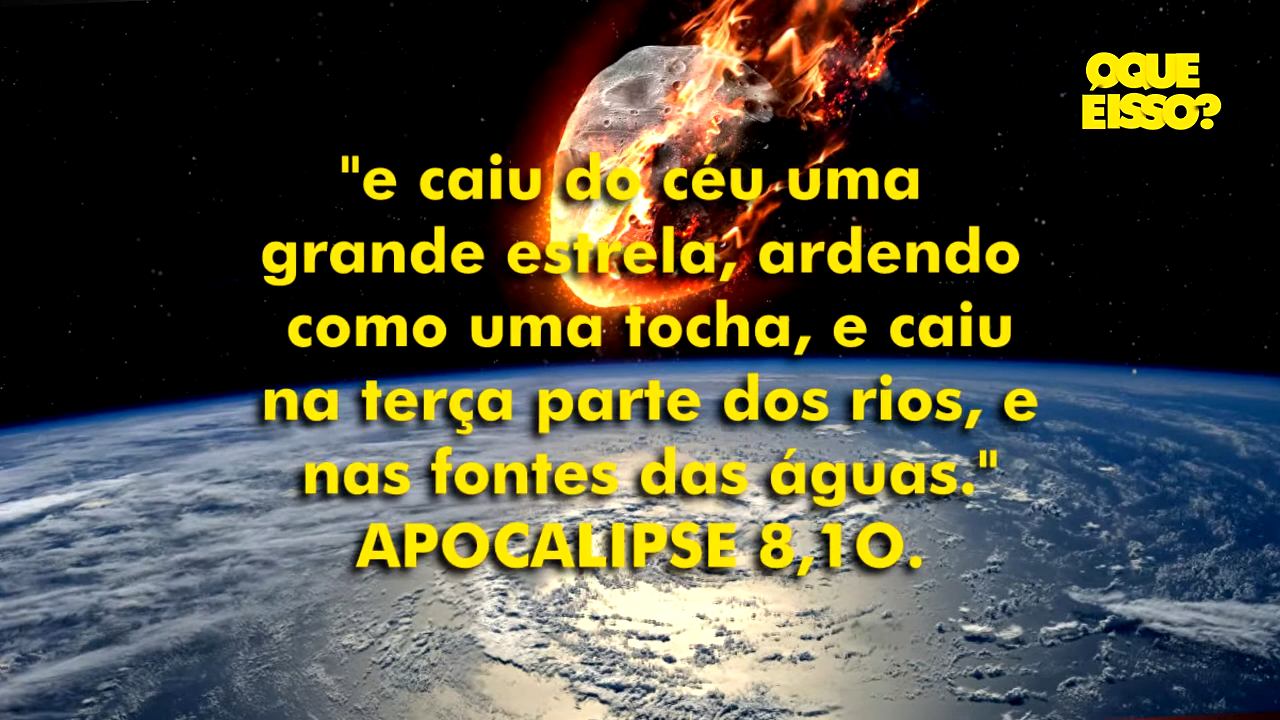 OQUE
EISSO?
"e caiu do céu uma
grande estrela, ardendo
como uma tocha, e caiu
na terça parte dos rios, e
nas fontes das águas."
APOCALIPSE 8,1O.